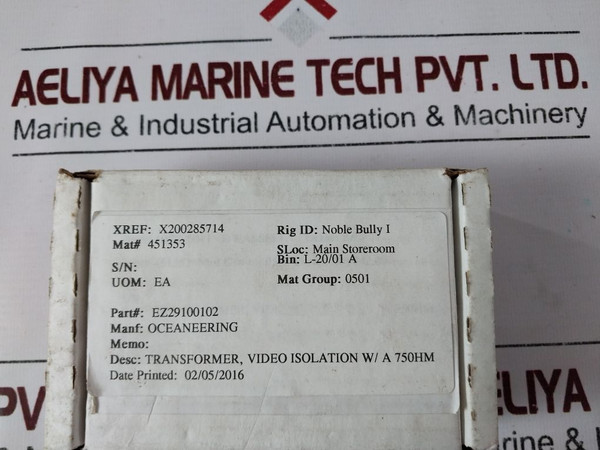 AELIYA MARINE TECH PVT. LTD.
Marine & Industrial Automation & Machinery
XREF: X200285714
Mat# 451353
S/N:
UOM: EA
Rig ID: Noble Bully I
SLoc: Main Storeroom
Bin: L-20/01 A
Mat Group: 0501
Part#: EZ29100102
Manf: OCEANEERING
Memo:
Desc: TRANSFORMER, VIDEO ISOLATION W/ A 750HM
Date Printed: 02/05/2016
PV
ELIYA
rine &